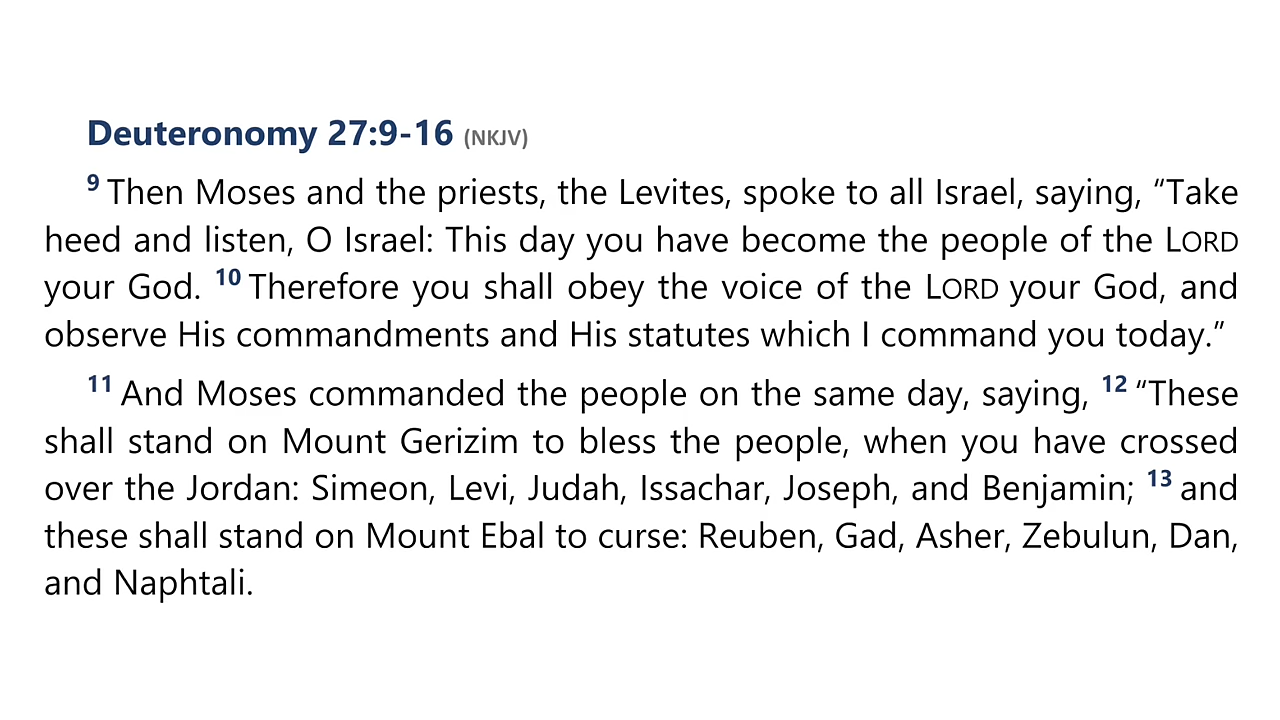 Deuteronomy 27:9-16 (NKJV)
9 Then Moses and the priests, the Levites, spoke to all Israel, saying, “Take
heed and listen, O Israel: This day you have become the people of the LORD
your God. 10 Therefore you shall obey the voice of the LORD your God, and
observe His commandments and His statutes which I command you today.”
11 And Moses commanded the people on the same day, saying, 12 “These
shall stand on Mount Gerizim to bless the people, when you have crossed
over the Jordan: Simeon, Levi, Judah, Issachar, Joseph, and Benjamin; 13 and
these shall stand on Mount Ebal to curse: Reuben, Gad, Asher, Zebulun, Dan,
and Naphtali.